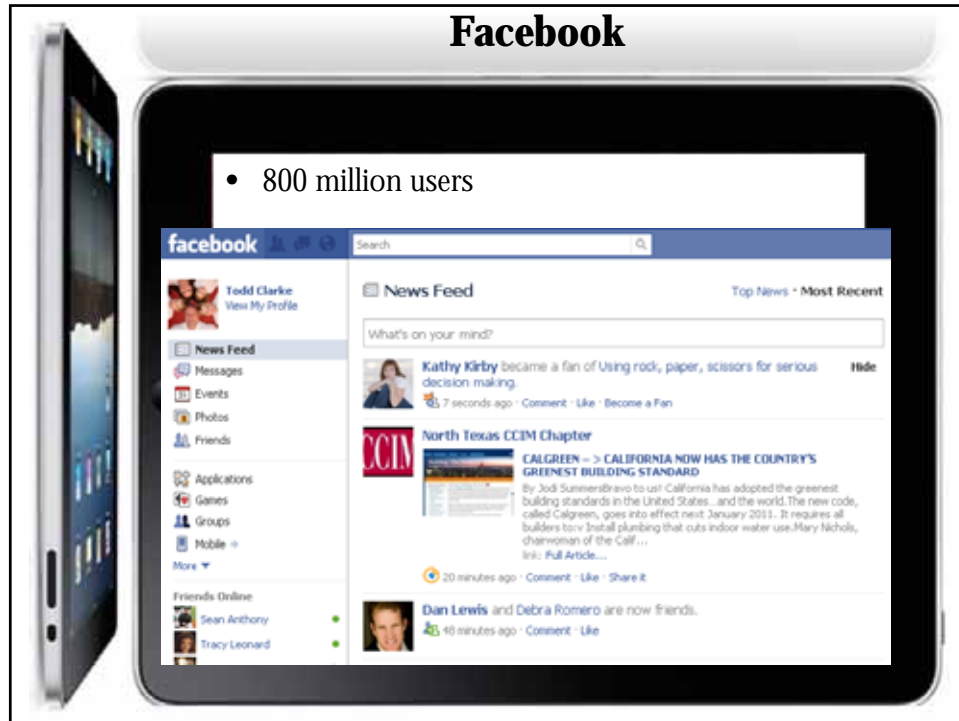 Facebook
• 800 million users
facebook
Search
Todd Clarke
View My Profile
News Feed
Messages
31 Events
Photos
Friends
Applications
Games
Groups
Mobile
More
Friends Online
Sean Anthony
Tracy Leonard
News Feed
Top News · Most Recent
What's on your mind?
Kathy Kirby became a fan of Using rock, paper, scissors for serious
decision making.
Hide
7 seconds ago · Comment · Like · Become a Fan
CCIM
North Texas CCIM Chapter
CALGREEN -- > CALIFORNIA NOW HAS THE COUNTRY'S
GREENEST BUILDING STANDARD
By Jodi SummersBravo to us! California has adopted the greenest
building standards in the United States...and the world.The new code,
called Calgreen, goes into effect next January 2011. It requires all
builders to:v Install plumbing that cuts indoor water use.Mary Nichols,
chairwoman of the Calif...
link: Full Article...
20 minutes ago · Comment · Like · Share it
Dan Lewis and Debra Romero are now friends.
48 minutes ago · Comment · Like